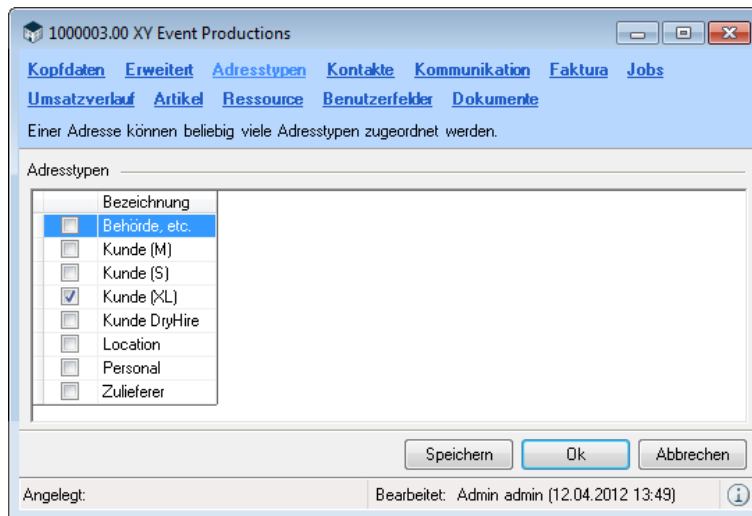 1000003.00 XY Event Productions
Kopfdaten Erweitert Adresstypen Kontakte Kommunikation Faktura Jobs
Umsatzverlauf Artikel Ressource Benutzerfelder Dokumente
Einer Adresse können beliebig viele Adresstypen zugeordnet werden.
Adresstypen
Bezeichnung
Behörde, etc.
Kunde (M)
Kunde (S)
Kunde (XL)
Kunde DryHire
Location
Personal
Zulieferer
Speichern Ok Abbrechen
Angelegt: Bearbeitet: Admin admin (12.04.2012 13:49)